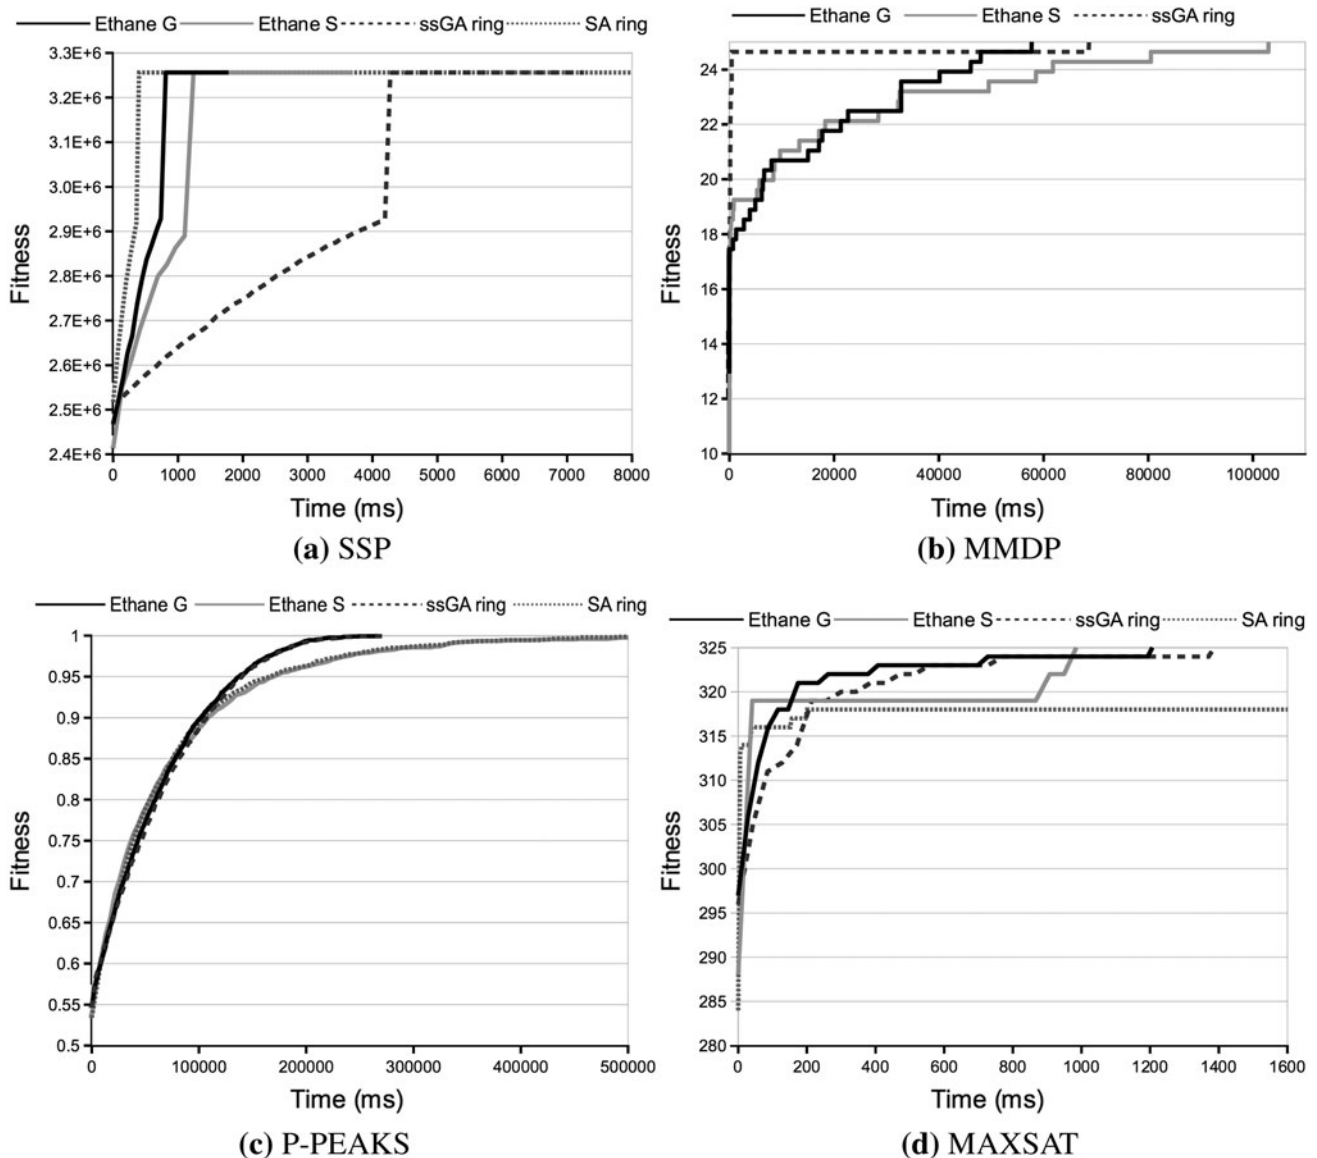 Ethane G Ethane S ssGA ring SA ring
3.3E+6
3.2E+6
3.1E+6
3.0E+6
2.9E+6
2.8E+6
2.7E+6
2.6E+6
2.5E+6
2.4E+6
Fitness
0 1000 2000 3000 4000 5000 6000 7000 8000
Time (ms)
(a) SSP
Ethane G Ethane S ssGA ring
24
22
20
18
16
14
12
10
Fitness
0 20000 40000 60000 80000 100000
Time (ms)
(b) MMDP
Ethane G Ethane S ssGA ring SA ring
1
0.95
0.9
0.85
0.8
0.75
0.7
0.65
0.6
0.55
0.5
Fitness
0 100000 200000 300000 400000 500000
Time (ms)
(c) P-PEAKS
Ethane G Ethane S ssGA ring SA ring
325
320
315
310
305
300
295
290
285
280
Fitness
0 200 400 600 800 1000 1200 1400 1600
Time (ms)
(d) MAXSAT